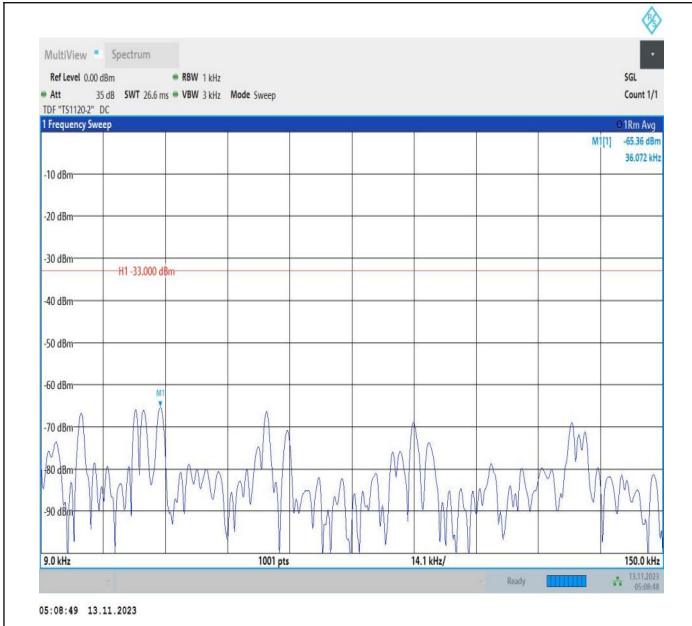 MultiView Spectrum
Ref Level 0.00 dBm RBW 1 kHz SGL
Att 35 dB SWT 26.6 ms VBW 3 kHz Mode Sweep Count 1/1
TDF "TS1120-2" DC
1 Frequency Sweep 1Rm Avg
M1[1] -65.36 dBm
36.072 kHz
-10 dBm
-20 dBm
-30 dBm
H1 -33.000 dBm
-40 dBm
-50 dBm
-60 dBm
M1
-70 dBm
-80 dBm
-90 dBm
9.0 kHz 1001 pts 14.1 kHz/ 150.0 kHz
Ready 13.11.2023
05:08:48
05:08:49 13.11.2023